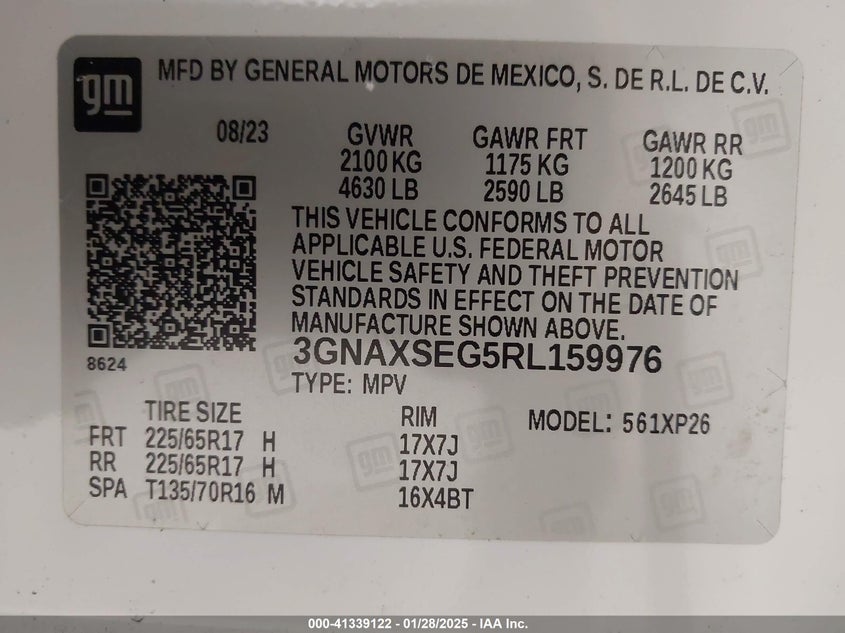 gm
MFD BY GENERAL MOTORS DE MEXICO, S. DE R.L. DE C.V.
08/23 GVWR GAWR FRT GAWR RR
2100 KG 1175 KG 1200 KG
4630 LB 2590 LB 2645 LB
THIS VEHICLE CONFORMS TO ALL
APPLICABLE U.S. FEDERAL MOTOR
VEHICLE SAFETY AND THEFT PREVENTION
STANDARDS IN EFFECT ON THE DATE OF
MANUFACTURE SHOWN ABOVE.
8624
3GNAXSEG5RL159976
TYPE: MPV
TIRE SIZE RIM MODEL: 561XP26
FRT 225/65R17 H 17X7J
RR 225/65R17 H 17X7J
SPA T135/70R16 M 16X4BT
000-41339122 - 01/28/2025 - IAA Inc.